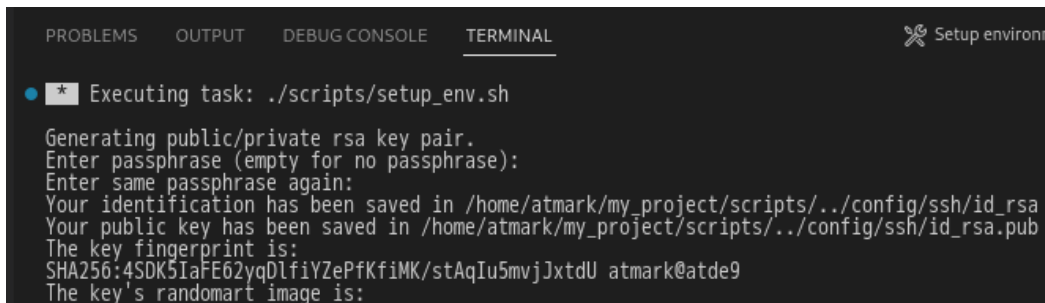 PROBLEMS OUTPUT DEBUG CONSOLE TERMINAL Setup environm
* Executing task: ./scripts/setup_env.sh
Generating public/private rsa key pair.
Enter passphrase (empty for no passphrase):
Enter same passphrase again:
Your identification has been saved in /home/atmark/my_project/scripts/../config/ssh/id_rsa
Your public key has been saved in /home/atmark/my_project/scripts/../config/ssh/id_rsa.pub
The key fingerprint is:
SHA256:4SDK5IaFE62yqDlfiYZePfKfiMK/stAqIu5mvjJxtdU atmark@atde9
The key's randomart image is: